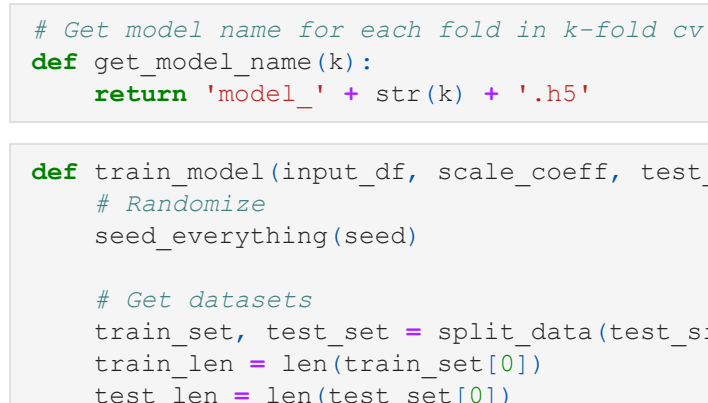 # Get model name for each fold in k-fold cv
def get_model_name(k):
    return 'model_' + str(k) + '.h5'
def train_model(input_df, scale_coeff, test_
    # Randomize
    seed_everything(seed)
    # Get datasets
    train_set, test_set = split_data(test_si
    train_len = len(train_set[0])
    test_len = len(test_set[0])